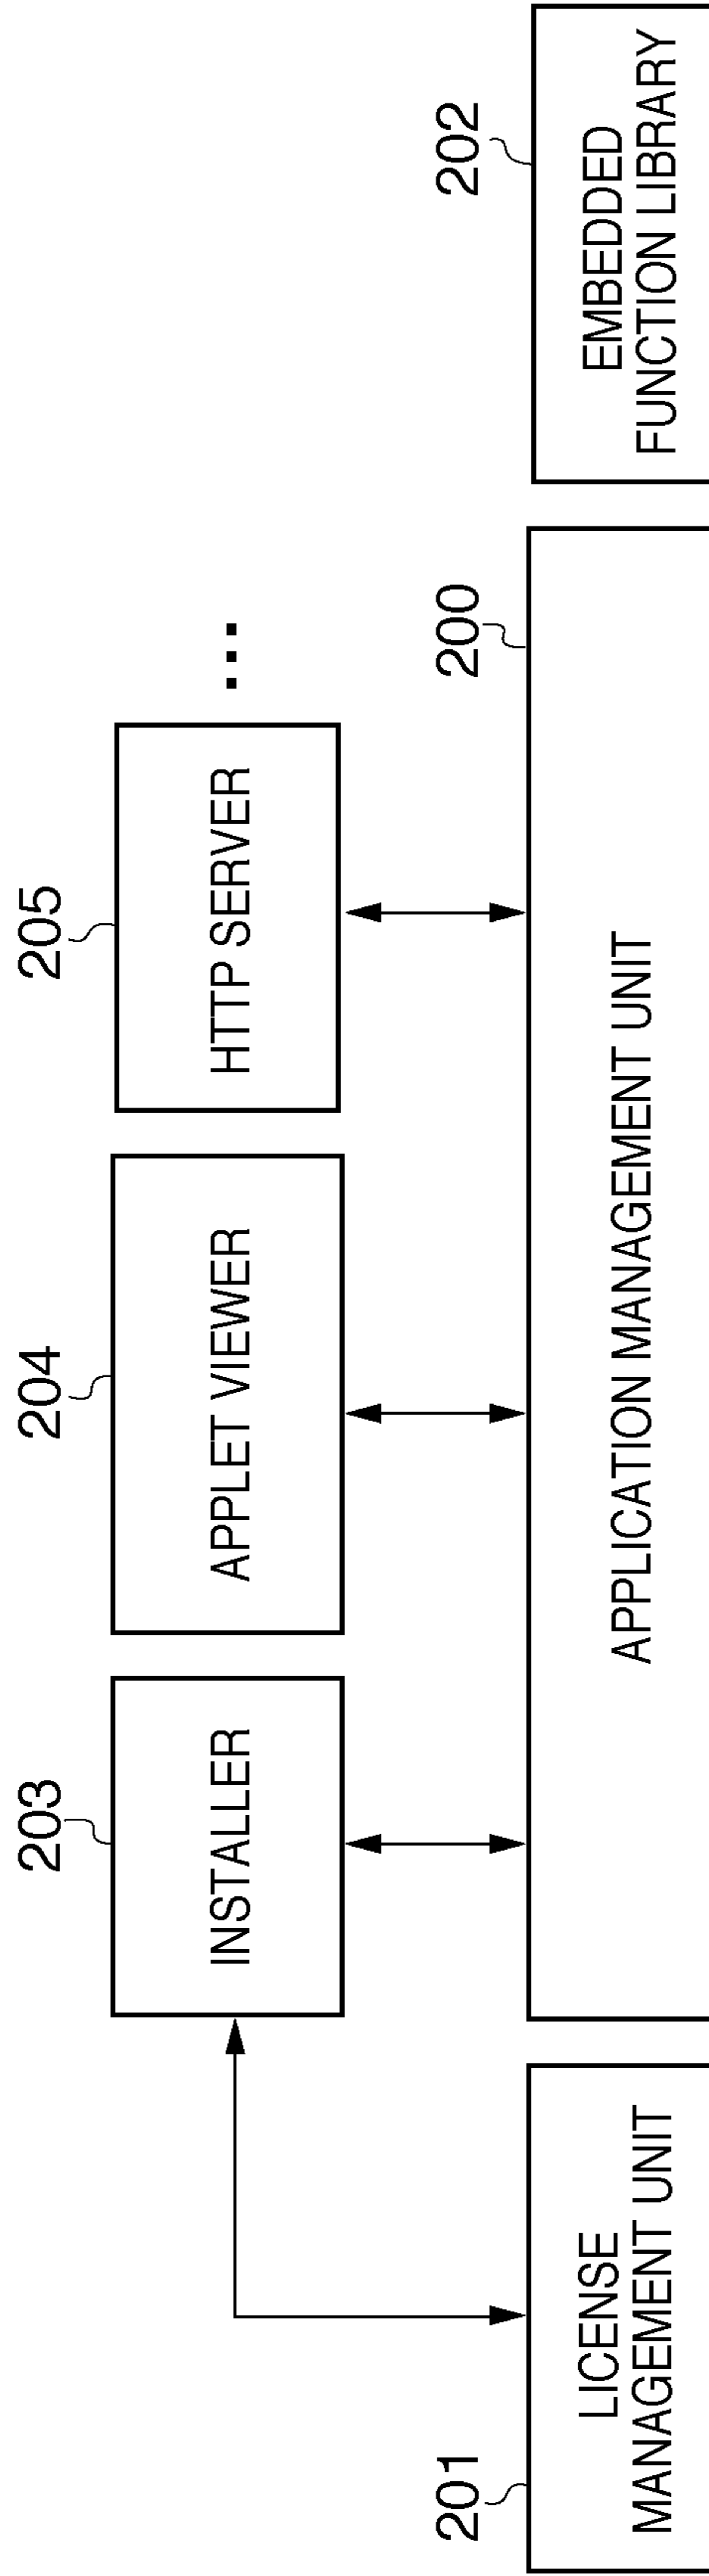 203
204
205
INSTALLER
APPLET VIEWER
HTTP SERVER
...
201
200
202
LICENSE
MANAGEMENT UNIT
APPLICATION MANAGEMENT UNIT
EMBEDDED
FUNCTION LIBRARY